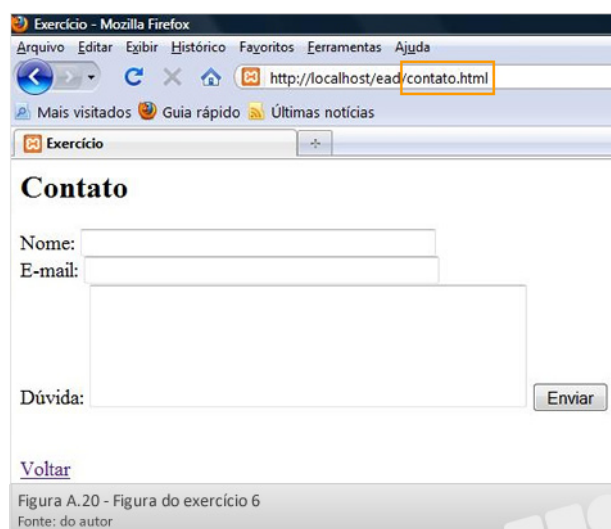 Exercício - Mozilla Firefox
Arquivo Editar Exibir Histórico Favoritos Ferramentas Ajuda
http://localhost/ead/contato.html
Mais visitados Guia rápido Últimas notícias
Exercício
Contato
Nome:
E-mail:
Dúvida: Enviar
Voltar
Figura A.20 - Figura do exercício 6
Fonte: do autor